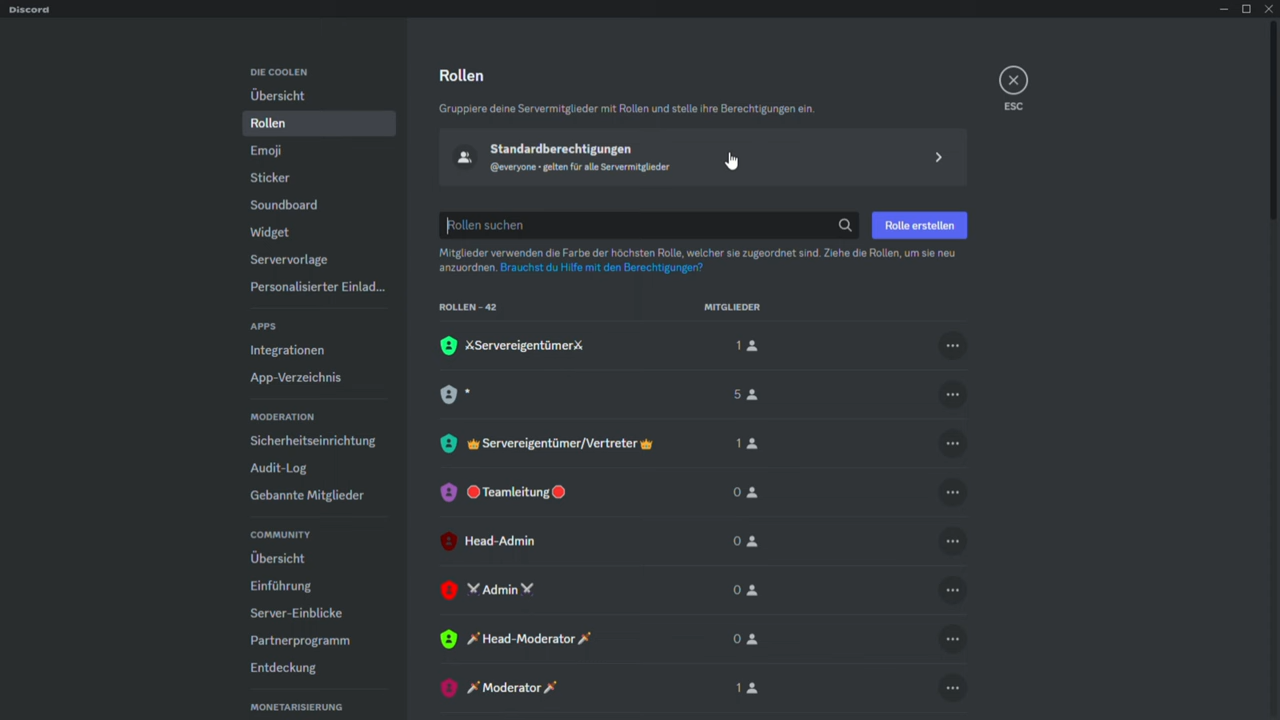 Discord
DIE COOLEN
Übersicht
Rollen
Emoji
Sticker
Soundboard
Widget
Servervorlage
Personalisierter Einlad...
APPS
Integrationen
App-Verzeichnis
MODERATION
Sicherheitseinrichtung
Audit-Log
Gebannte Mitglieder
COMMUNITY
Übersicht
Einführung
Server-Einblicke
Partnerprogramm
Entdeckung
MONETARISIERUNG
Rollen
Gruppiere deine Servermitglieder mit Rollen und stelle ihre Berechtigungen ein.
ESC
Standardberechtigungen
@everyone • gelten für alle Servermitglieder
Rollen suchen
Rolle erstellen
Mitglieder verwenden die Farbe der höchsten Rolle, welcher sie zugeordnet sind. Ziehe die Rollen, um sie neu
anzuordnen. Brauchst du Hilfe mit den Berechtigungen?
ROLLEN – 42 MITGLIEDER
⚔Servereigentümer⚔ 1
* 5
👑Servereigentümer/Vertreter👑 1
🛑Teamleitung🛑 0
Head-Admin 0
⚔Admin⚔ 0
🗡Head-Moderator🗡 0
🗡Moderator🗡 1